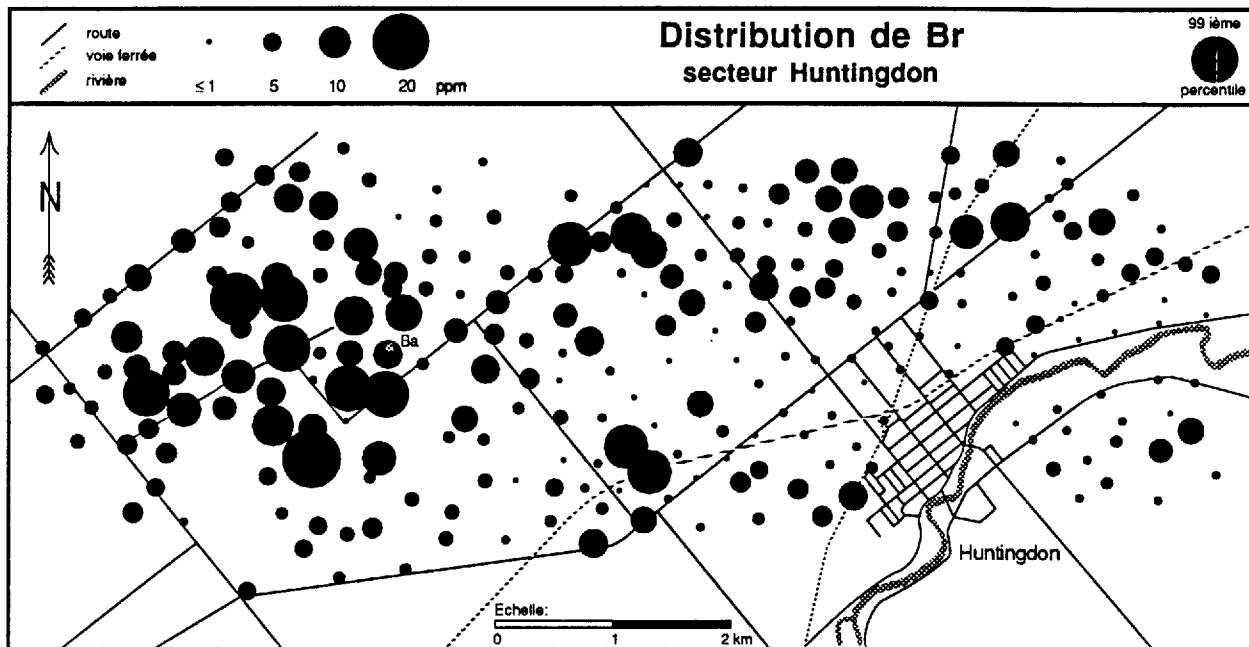 route
voie ferrée
rivière
≤1 5 10 20 ppm
Distribution de Br
secteur Huntingdon
99 ième
percentile
N
Ba
Huntingdon
Echelle:
0 1 2 km